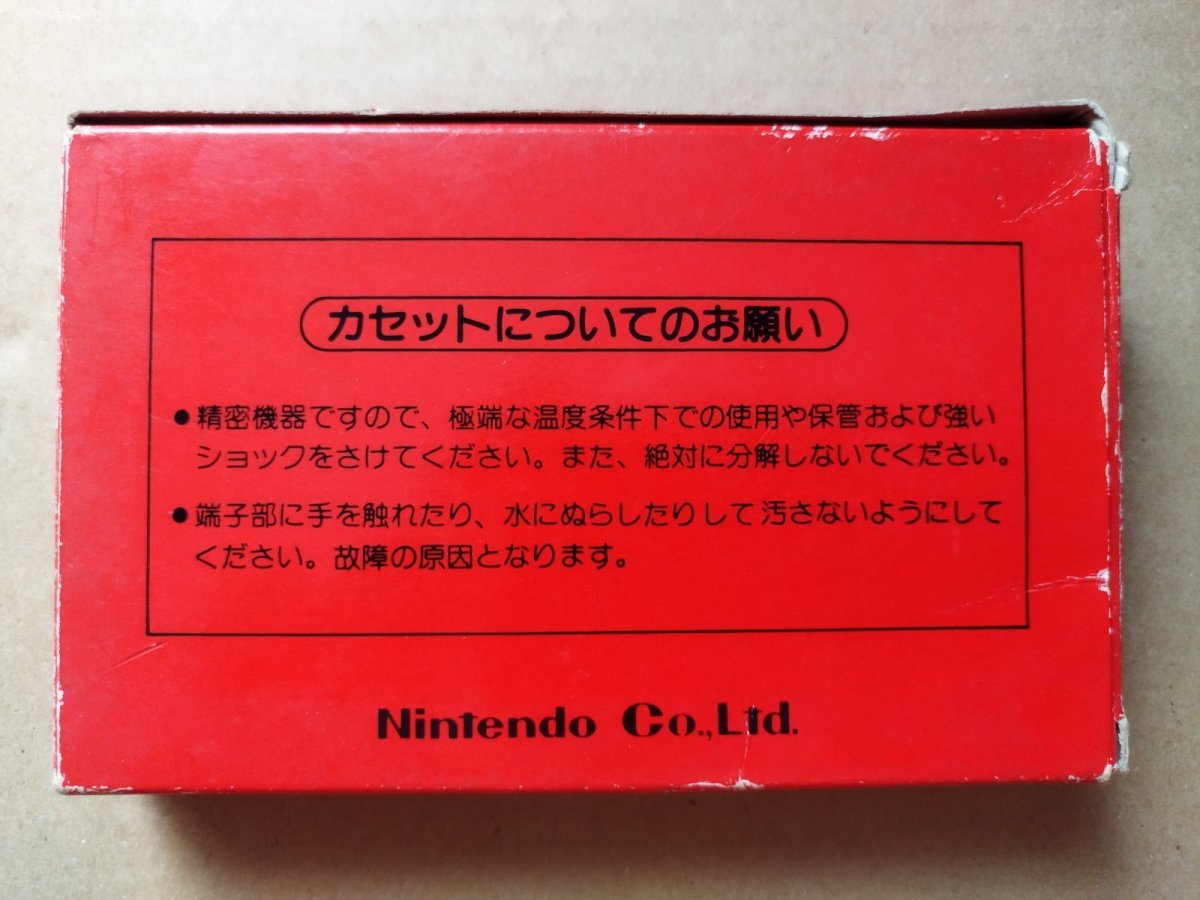 カセットについてのお願い
●精密機器ですので、極端な温度条件下での使用や保管および強い
ショックをさけてください。また、絶対に分解しないでください。
●端子部に手を触れたり、水にぬらしたりして汚さないようにして
ください。故障の原因となります。
Nintendo Co.,Ltd.